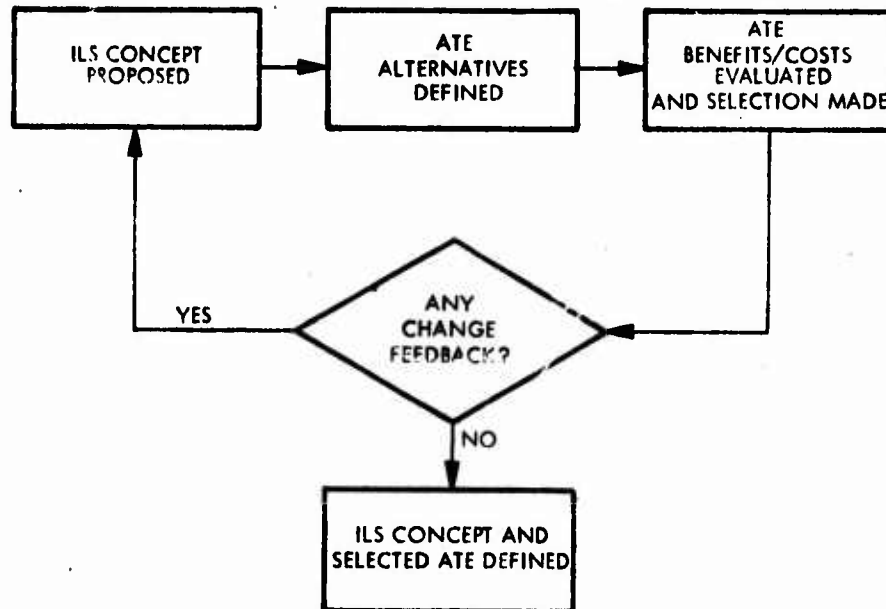 ILS CONCEPT
PROPOSED
ATE
ALTERNATIVES
DEFINED
ATE
BENEFITS/COSTS
EVALUATED
AND SELECTION MADE
YES
ANY
CHANGE
FEEDBACK?
NO
ILS CONCEPT AND
SELECTED ATE DEFINED